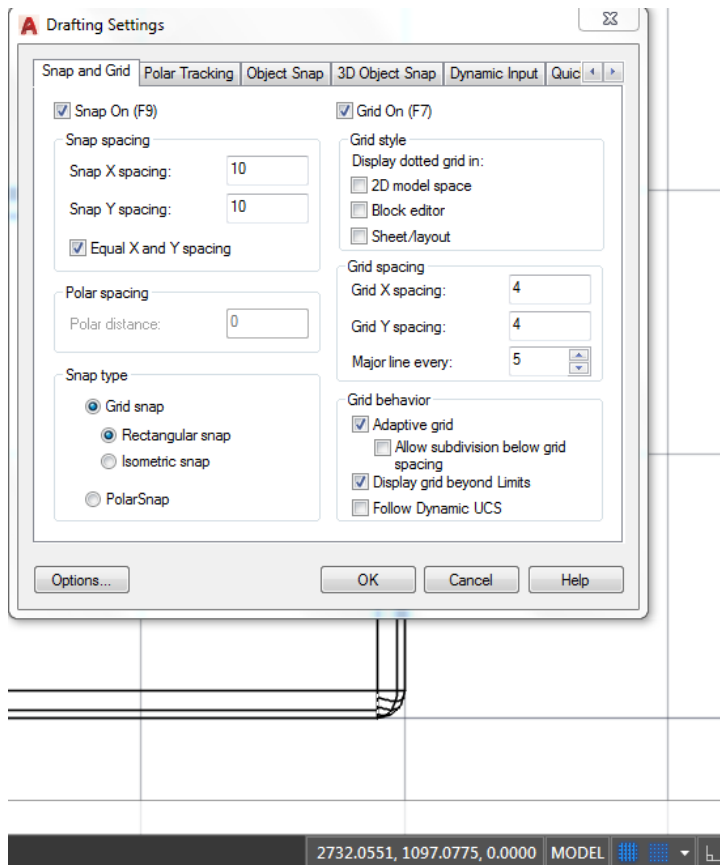 A Drafting Settings
Snap and Grid Polar Tracking Object Snap 3D Object Snap Dynamic Input Quic
Snap On (F9)
Snap spacing
Snap X spacing: 10
Snap Y spacing: 10
Equal X and Y spacing
Polar spacing
Polar distance: 0
Snap type
Grid snap
Rectangular snap
Isometric snap
PolarSnap
Grid On (F7)
Grid style
Display dotted grid in:
2D model space
Block editor
Sheet/layout
Grid spacing
Grid X spacing: 4
Grid Y spacing: 4
Major line every: 5
Grid behavior
Adaptive grid
Allow subdivision below grid
spacing
Display grid beyond Limits
Follow Dynamic UCS
Options... OK Cancel Help
2732.0551, 1097.0775, 0.0000 MODEL